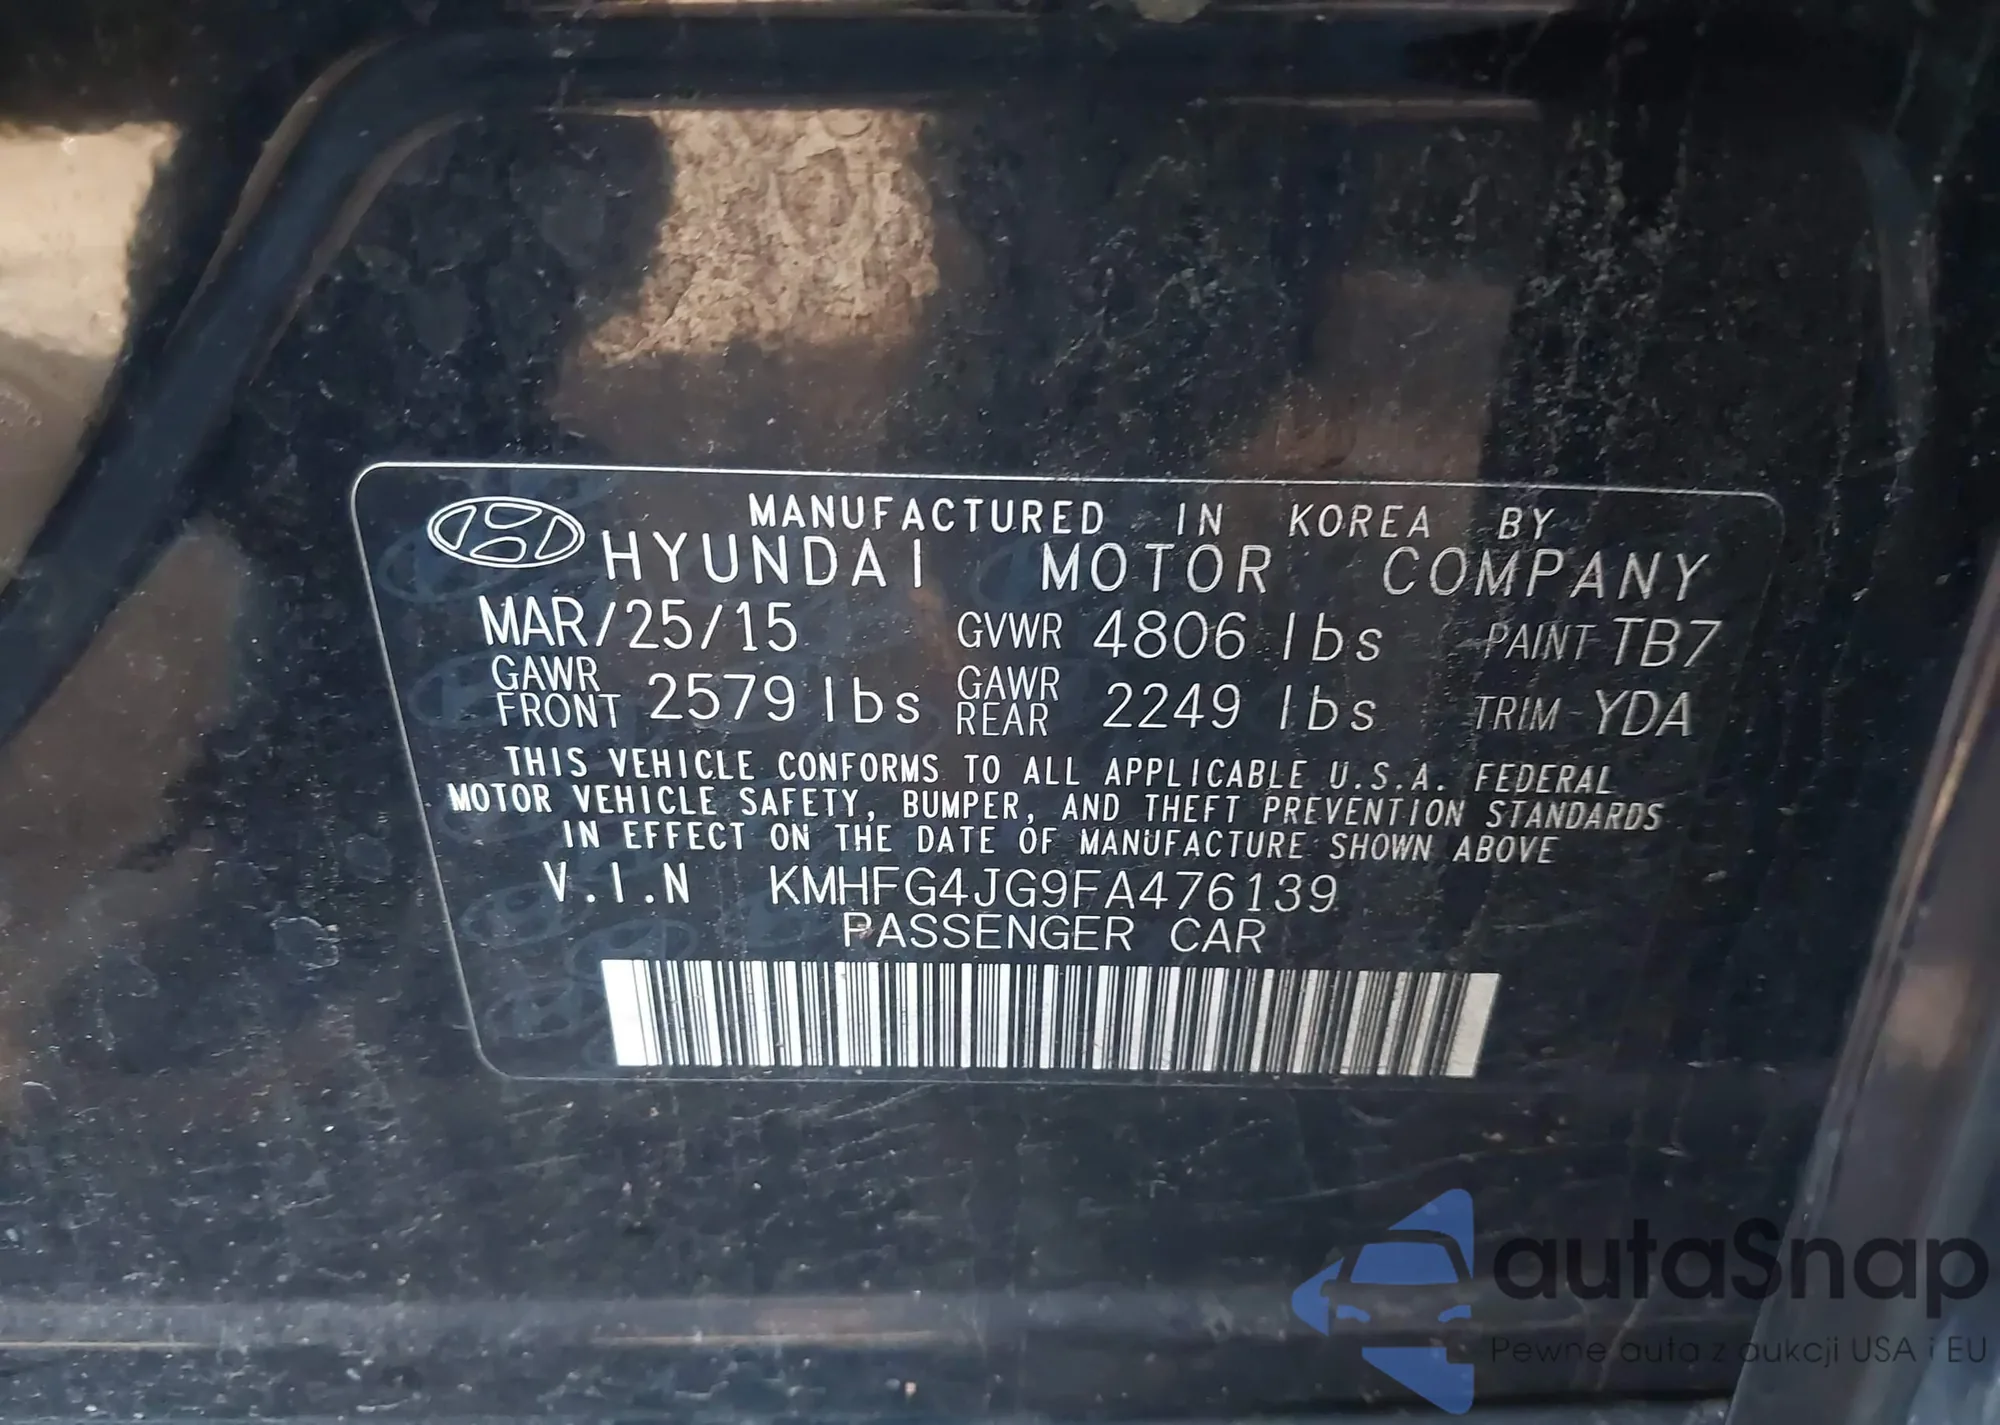 MANUFACTURED IN KOREA BY
HYUNDAI MOTOR COMPANY
MAR/25/15 GVWR 4806 lbs PAINT TB7
GAWR FRONT 2579 lbs GAWR REAR 2249 lbs TRIM YDA
THIS VEHICLE CONFORMS TO ALL APPLICABLE U.S.A. FEDERAL
MOTOR VEHICLE SAFETY, BUMPER, AND THEFT PREVENTION STANDARDS
IN EFFECT ON THE DATE OF MANUFACTURE SHOWN ABOVE
V.I.N KMHFG4JG9FA476139
PASSENGER CAR
autaSnap
Pewne auta z aukcji USA i EU